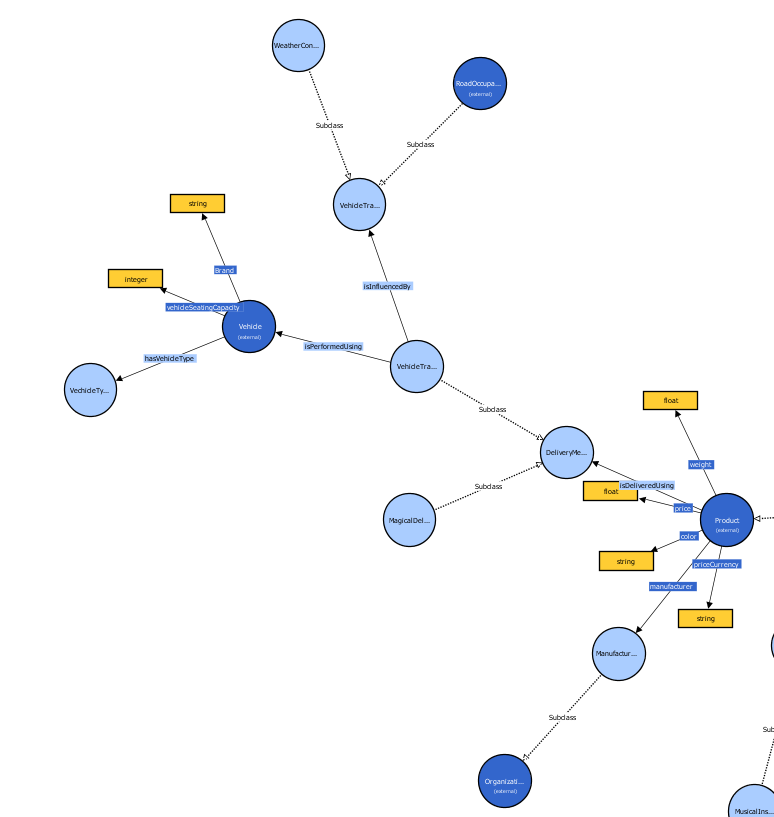 WeatherCon...
RoadOccupa...
(external)
Subclass
Subclass
string
VehicleTra...
Brand
integer
isInfluencedBy
vehicleSeatingCapacity
Vehicle
(external)
isPerformedUsing
hasVehicleType
VehicleTra...
VechicleTy...
float
Subclass
DeliveryMe...
weight
Subclass
isDeliveredUsing
float
price
MagicalDel...
Product
(external)
color
string
priceCurrency
manufacturer
string
Manufactur...
Subclass
Sub
Organizati...
(external)
MusicalIns...